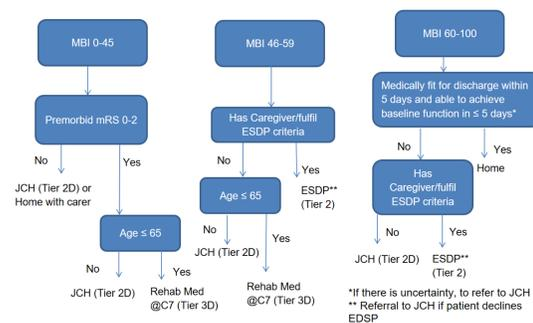 MBI 0-45
Premorbid mRS 0-2
No
Yes
JCH (Tier 2D) or
Home with carer
Age ≤ 65
No
Yes
JCH (Tier 2D)
Rehab Med
@C7 (Tier 3D)
MBI 46-59
Has Caregiver/fulfil
ESDP criteria
No
Yes
Age ≤ 65
ESDP**
(Tier 2)
No
Yes
JCH (Tier 2D)
Rehab Med
@C7 (Tier 3D)
MBI 60-100
Medically fit for discharge within
5 days and able to achieve
baseline function in ≤ 5 days*
No
Yes
Home
Has
Caregiver/fulfil
ESDP criteria
No
Yes
JCH (Tier 2D)
ESDP**
(Tier 2)
*If there is uncertainty, to refer to JCH
** Referral to JCH if patient declines
EDSP